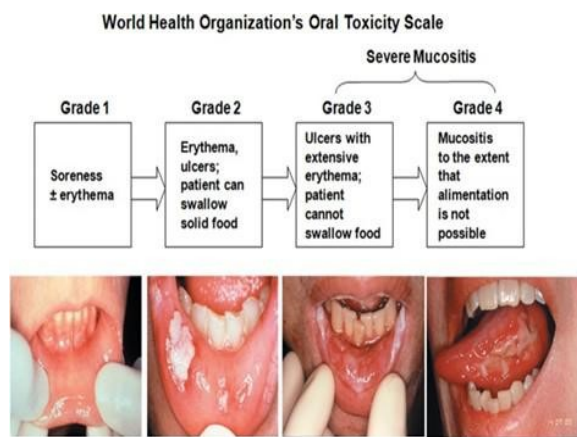 World Health Organization's Oral Toxicity Scale
Severe Mucositis
Grade 1
Grade 2
Grade 3
Grade 4
Soreness
± erythema
Erythema,
ulcers;
patient can
swallow
solid food
Ulcers with
extensive
erythema;
patient
cannot
swallow food
Mucositis
to the extent
that
alimentation
is not
possible